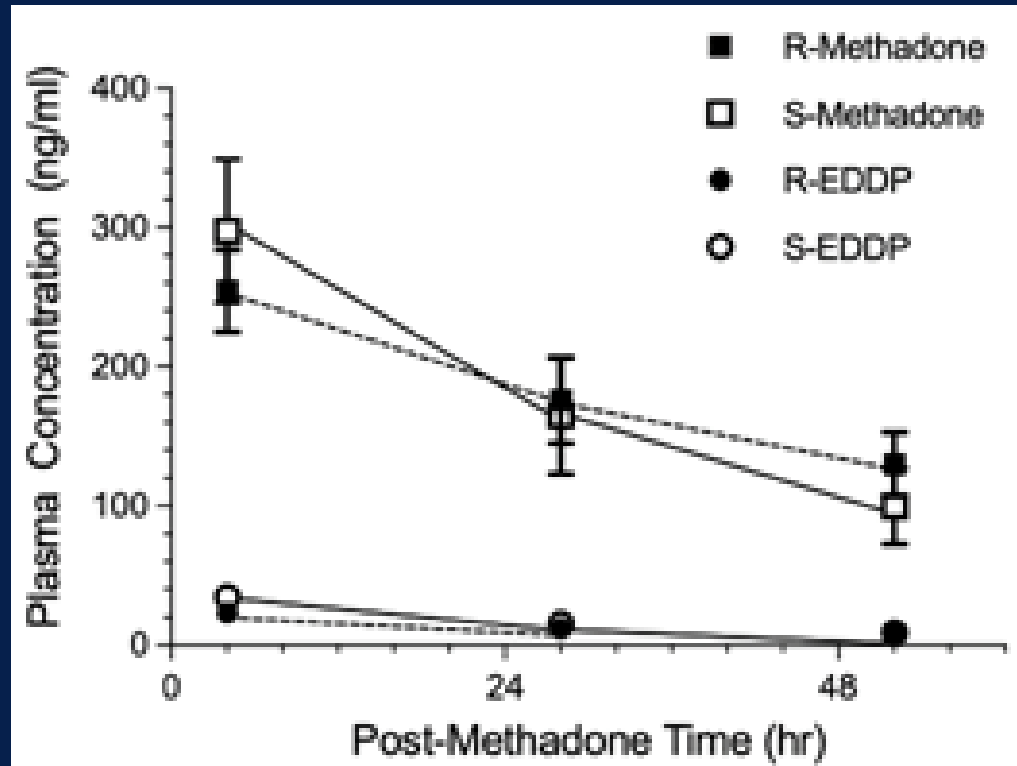 R-Methadone
S-Methadone
R-EDDP
S-EDDP
Plasma Concentration (ng/ml)
400
300
200
100
0
0 24 48
Post-Methadone Time (hr)